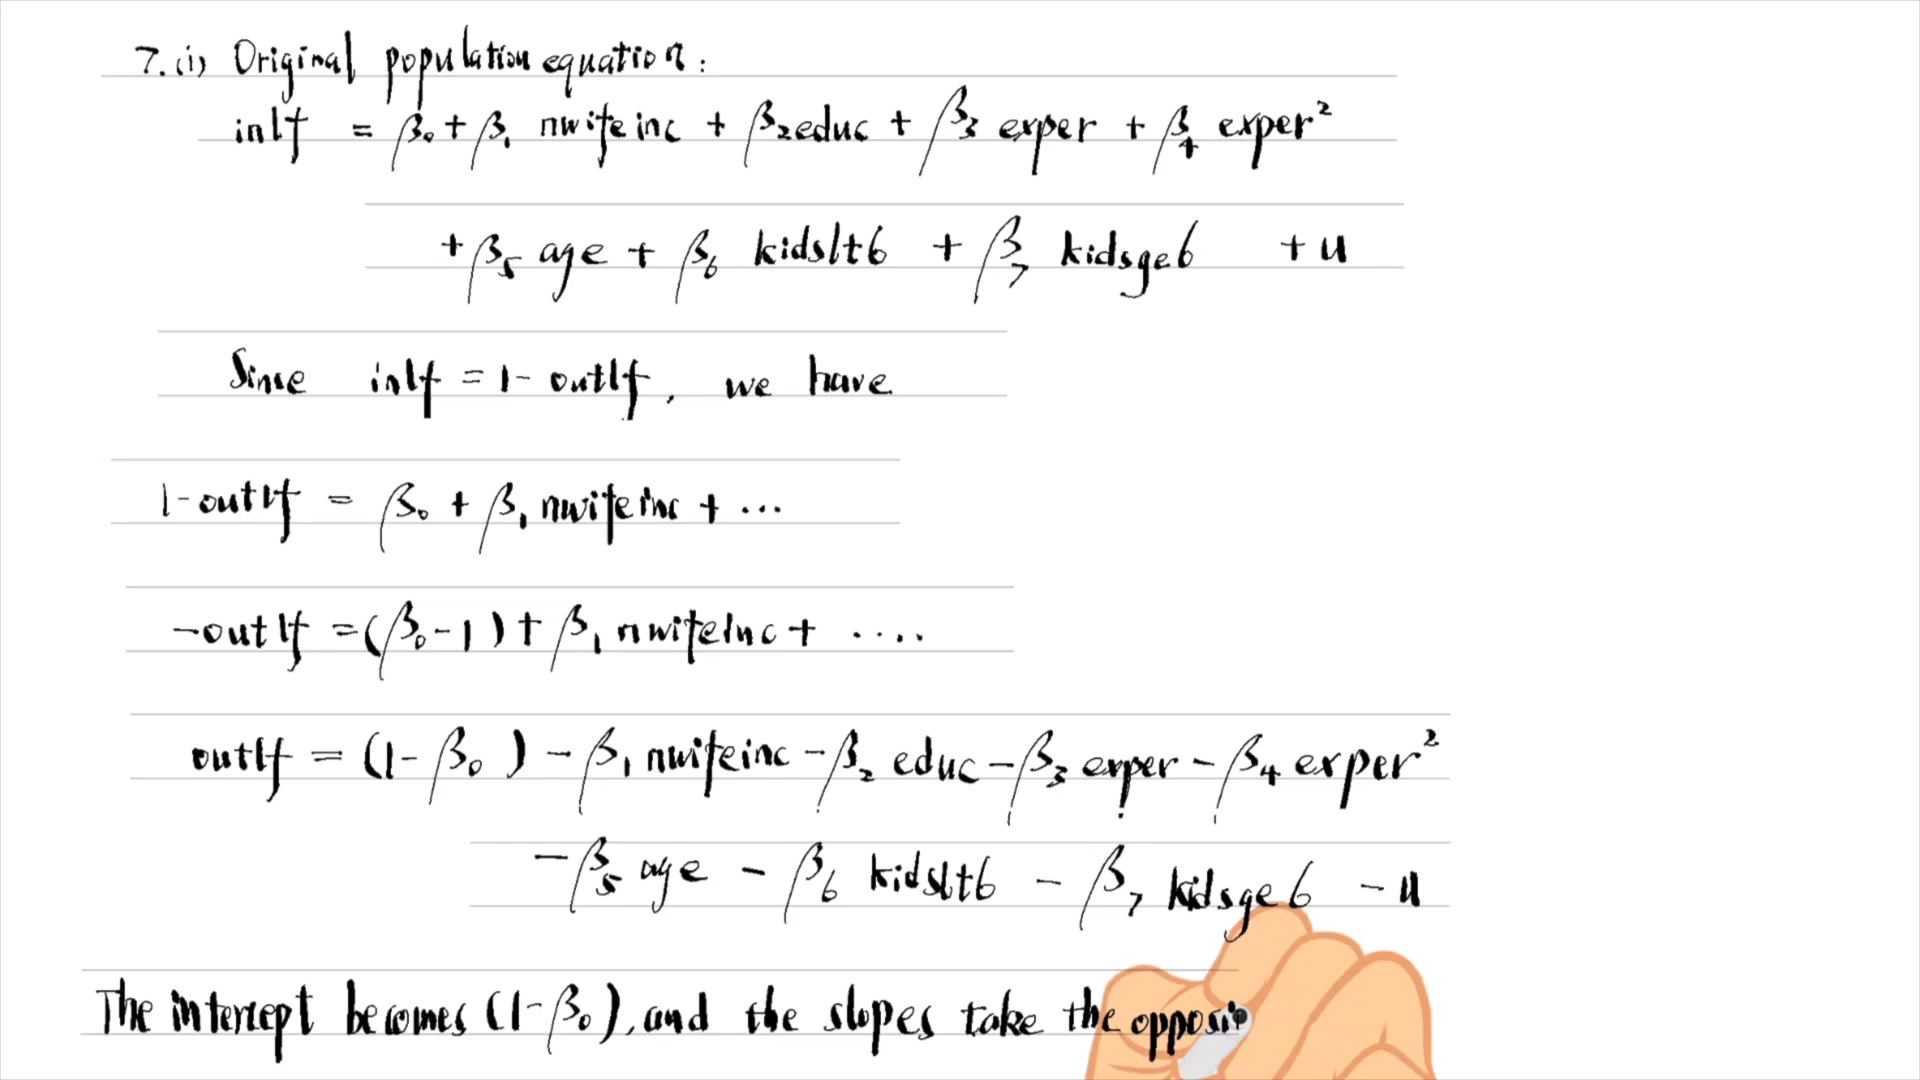 7.(i) Original population equation:
inlf = β₀ + β₁ nwifeinc + β₂educ + β₃ exper + β₄ exper²
+ β₅ age + β₆ kidslt6 + β₇ kidsge6 + u
Since inlf = 1 - outlf, we have
1 - outlf = β₀ + β₁ nwifeinc + ...
-outlf = (β₀ - 1) + β₁ nwifeinc + ....
outlf = (1 - β₀) - β₁ nwifeinc - β₂ educ - β₃ exper - β₄ exper²
- β₅ age - β₆ kidslt6 - β₇ kidsge6 - u
The intercept becomes (1 - β₀), and the slopes take the opposi